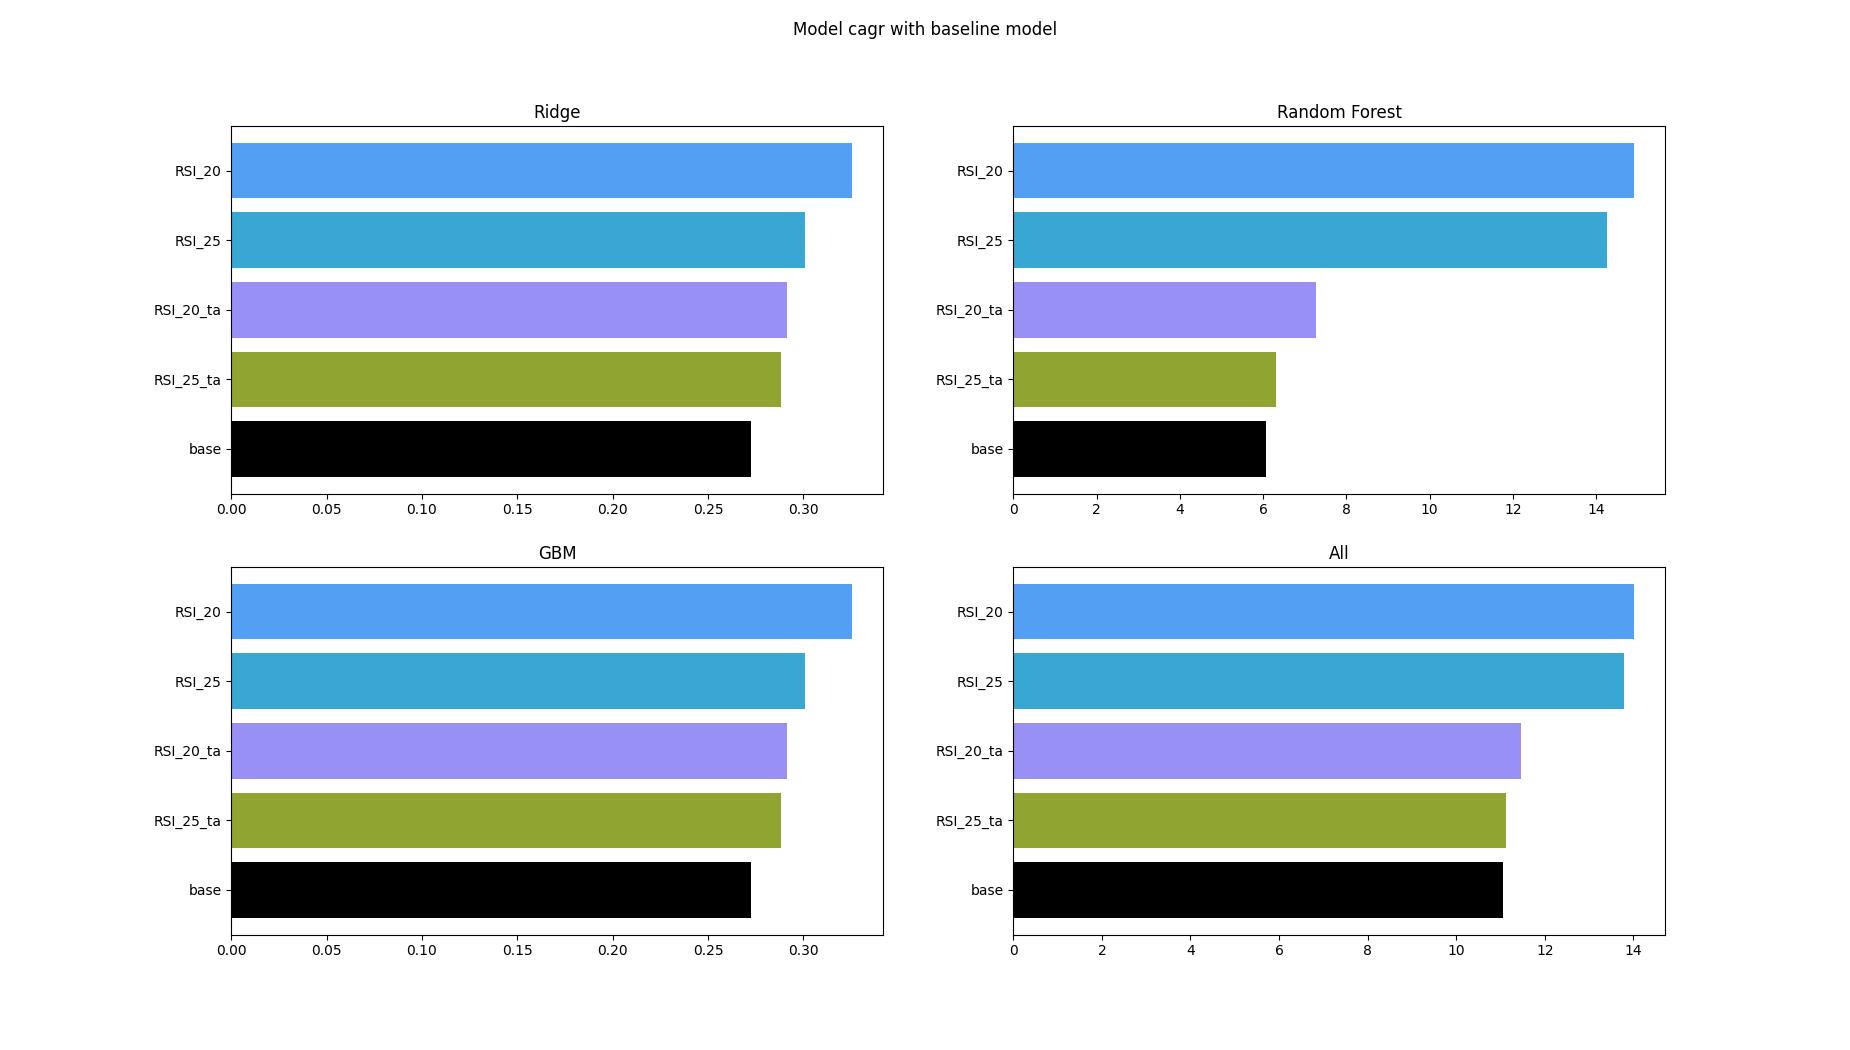 Model cagr with baseline model
Ridge
RSI_20
RSI_25
RSI_20_ta
RSI_25_ta
base
0.00 0.05 0.10 0.15 0.20 0.25 0.30
Random Forest
RSI_20
RSI_25
RSI_20_ta
RSI_25_ta
base
0 2 4 6 8 10 12 14
GBM
RSI_20
RSI_25
RSI_20_ta
RSI_25_ta
base
0.00 0.05 0.10 0.15 0.20 0.25 0.30
All
RSI_20
RSI_25
RSI_20_ta
RSI_25_ta
base
0 2 4 6 8 10 12 14